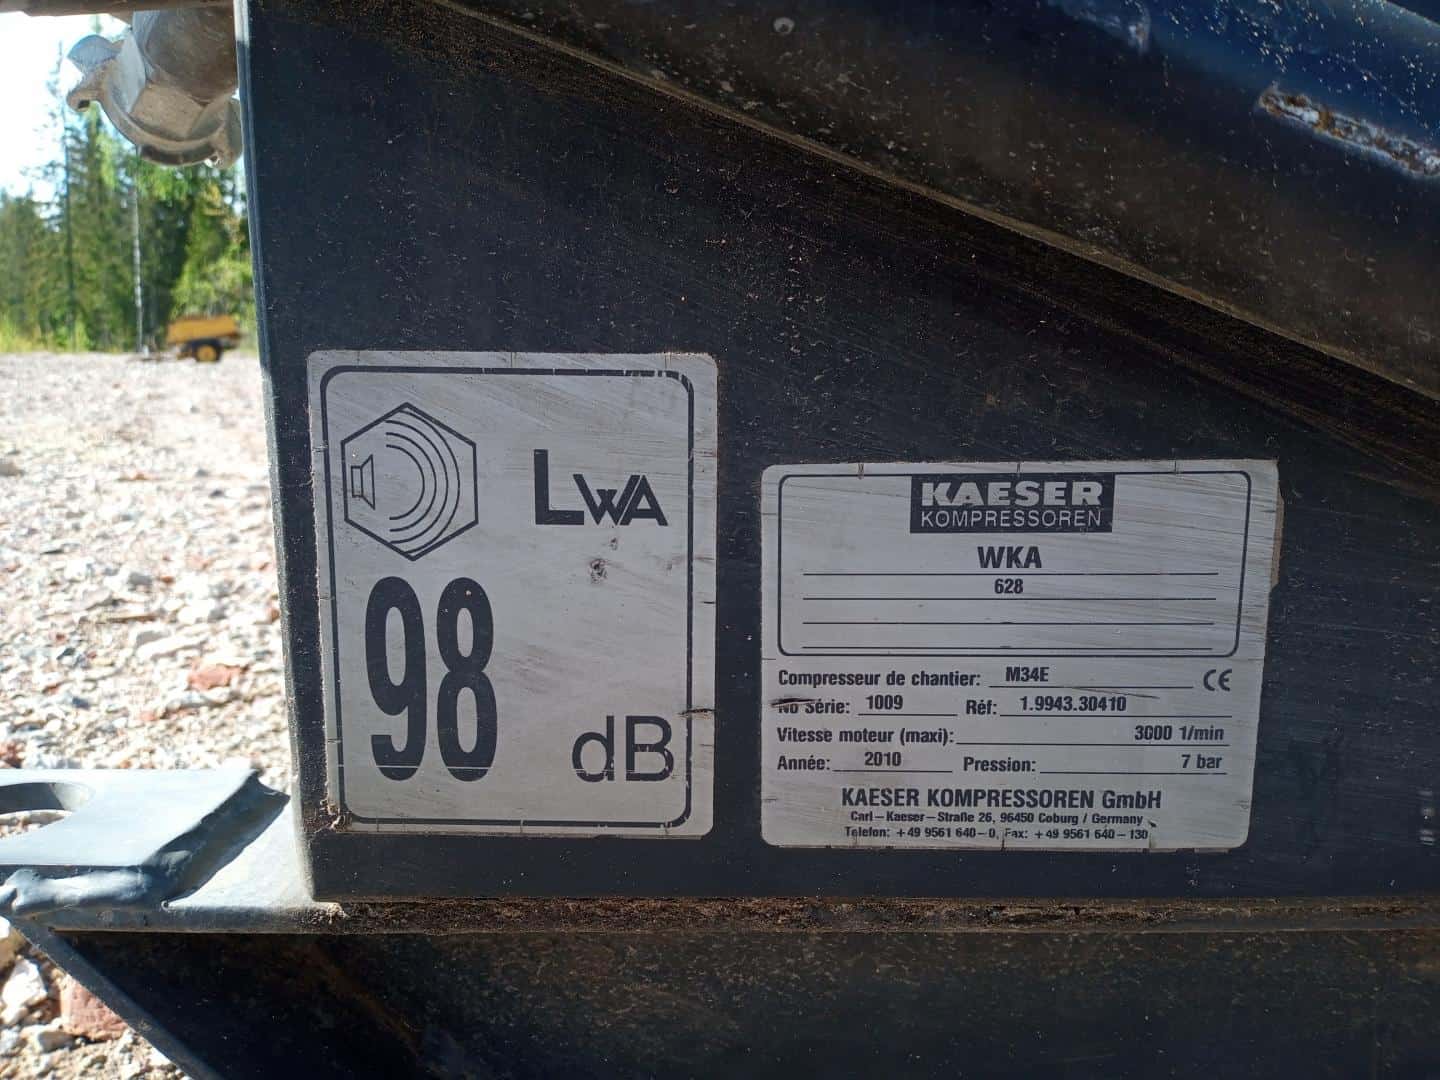 LWA
98
dB
KAESER
KOMPRESSOREN
WKA
628
Compresseur de chantier: M34E CE
No Série: 1009 Réf: 1.9943.30410
Vitesse moteur (maxi): 3000 1/min
Année: 2010 Pression: 7 bar
KAESER KOMPRESSOREN GmbH
Carl-Kaeser-Straße 26, 96450 Coburg / Germany
Telefon: +49 9561 640-0, Fax: +49 9561 640-130